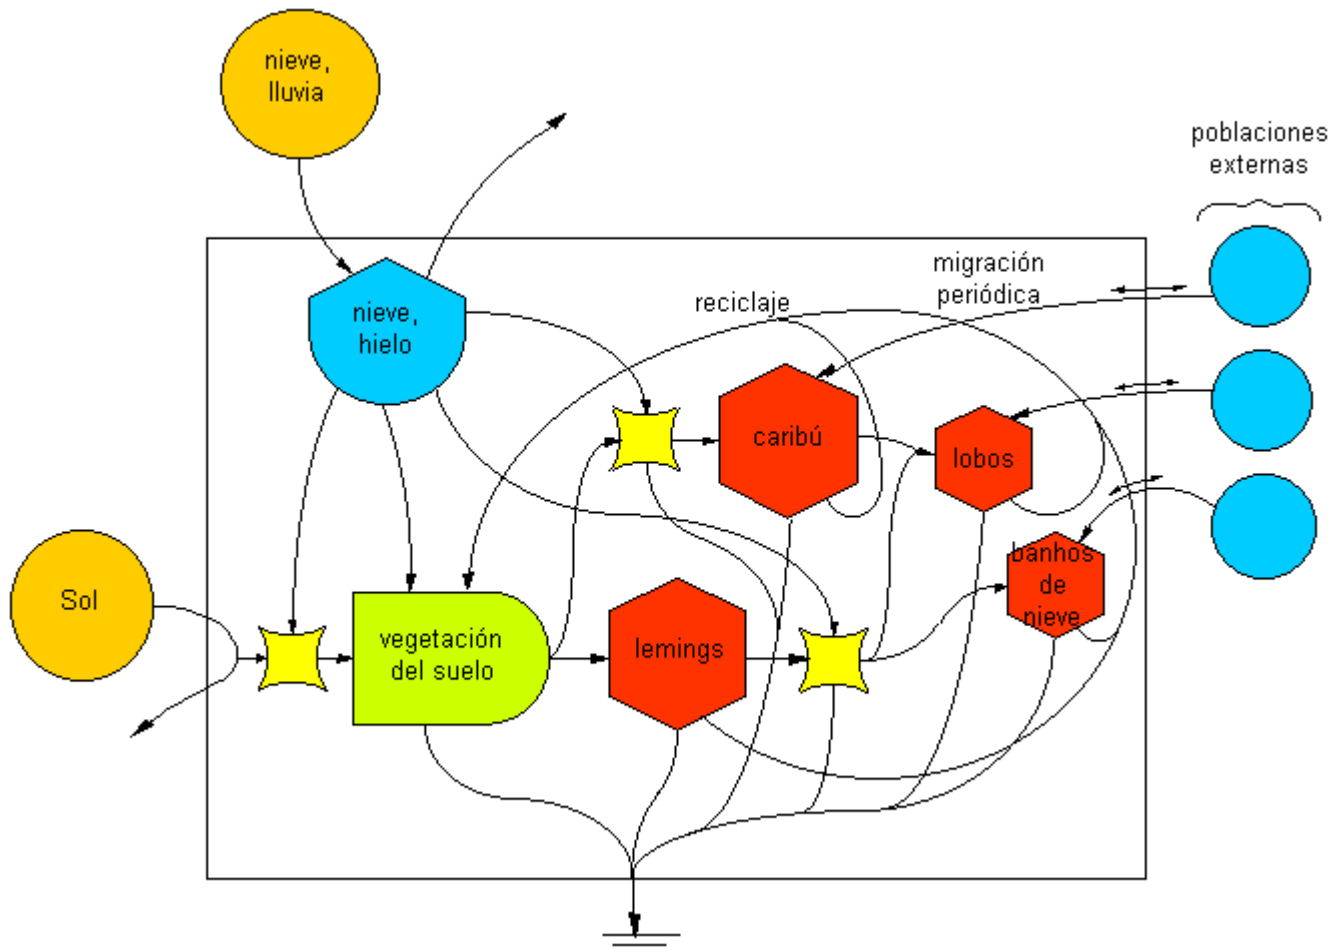 nieve,
lluvia
poblaciones
externas
migración
periódica
reciclaje
nieve,
hielo
caribú
lobos
banhos
de
nieve
Sol
vegetación
del suelo
lemings